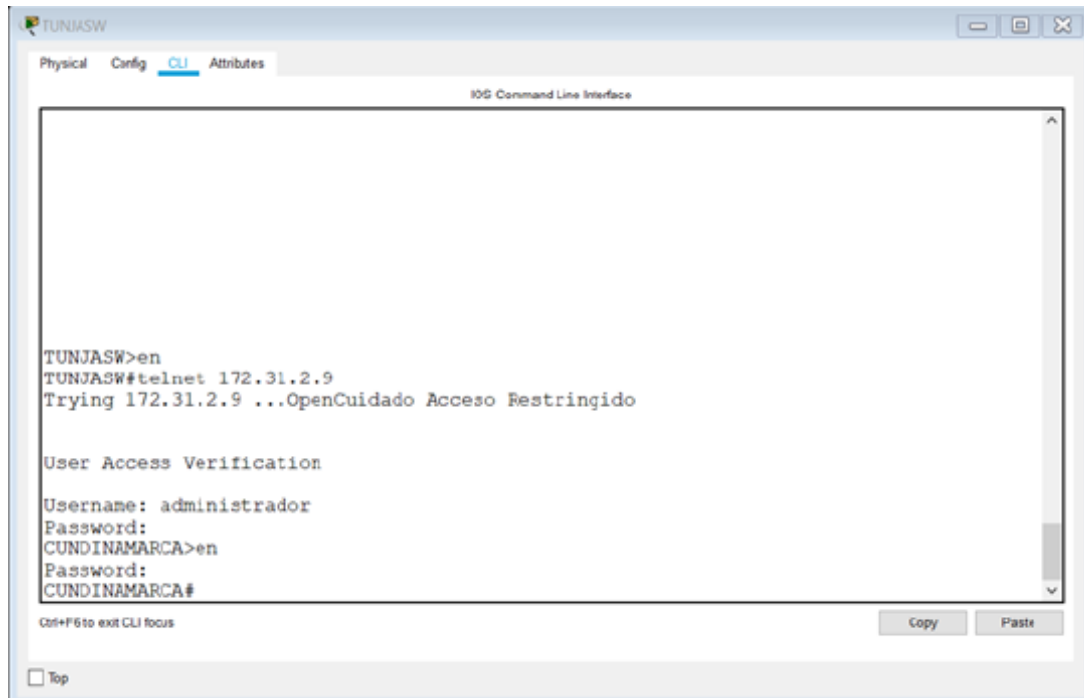 TUNJASW
Physical Config CLI Attributes
IOS Command Line Interface
TUNJASW>en
TUNJASW#telnet 172.31.2.9
Trying 172.31.2.9 ...OpenCuidado Acceso Restringido
User Access Verification
Username: administrador
Password:
CUNDINAMARCA>en
Password:
CUNDINAMARCA#
Ctrl+F6 to exit CLI focus
Copy Paste
Top